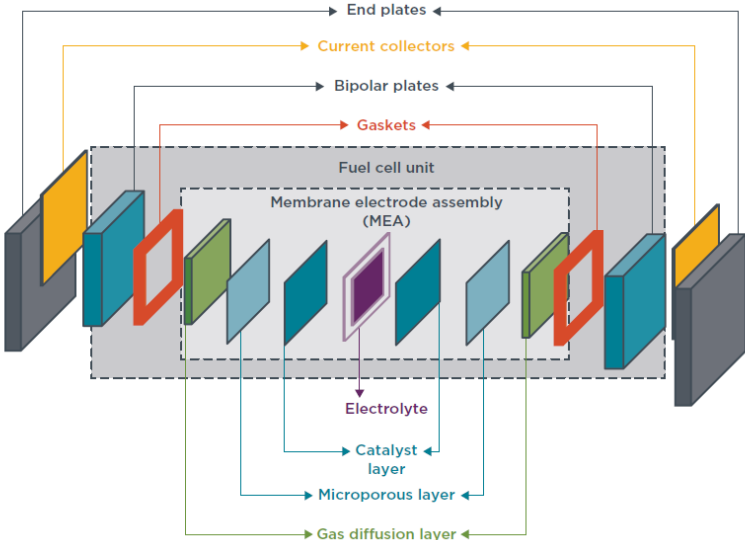 End plates
Current collectors
Bipolar plates
Gaskets
Fuel cell unit
Membrane electrode assembly
(MEA)
Electrolyte
Catalyst
layer
Microporous layer
Gas diffusion layer